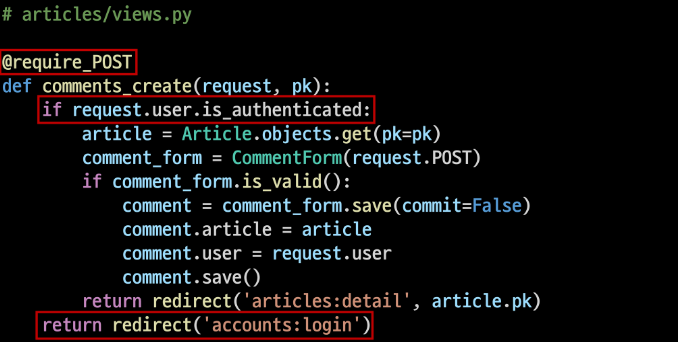 # articles/views.py
@require_POST
def comments_create(request, pk):
    if request.user.is_authenticated:
        article = Article.objects.get(pk=pk)
        comment_form = CommentForm(request.POST)
        if comment_form.is_valid():
            comment = comment_form.save(commit=False)
            comment.article = article
            comment.user = request.user
            comment.save()
        return redirect('articles:detail', article.pk)
    return redirect('accounts:login')